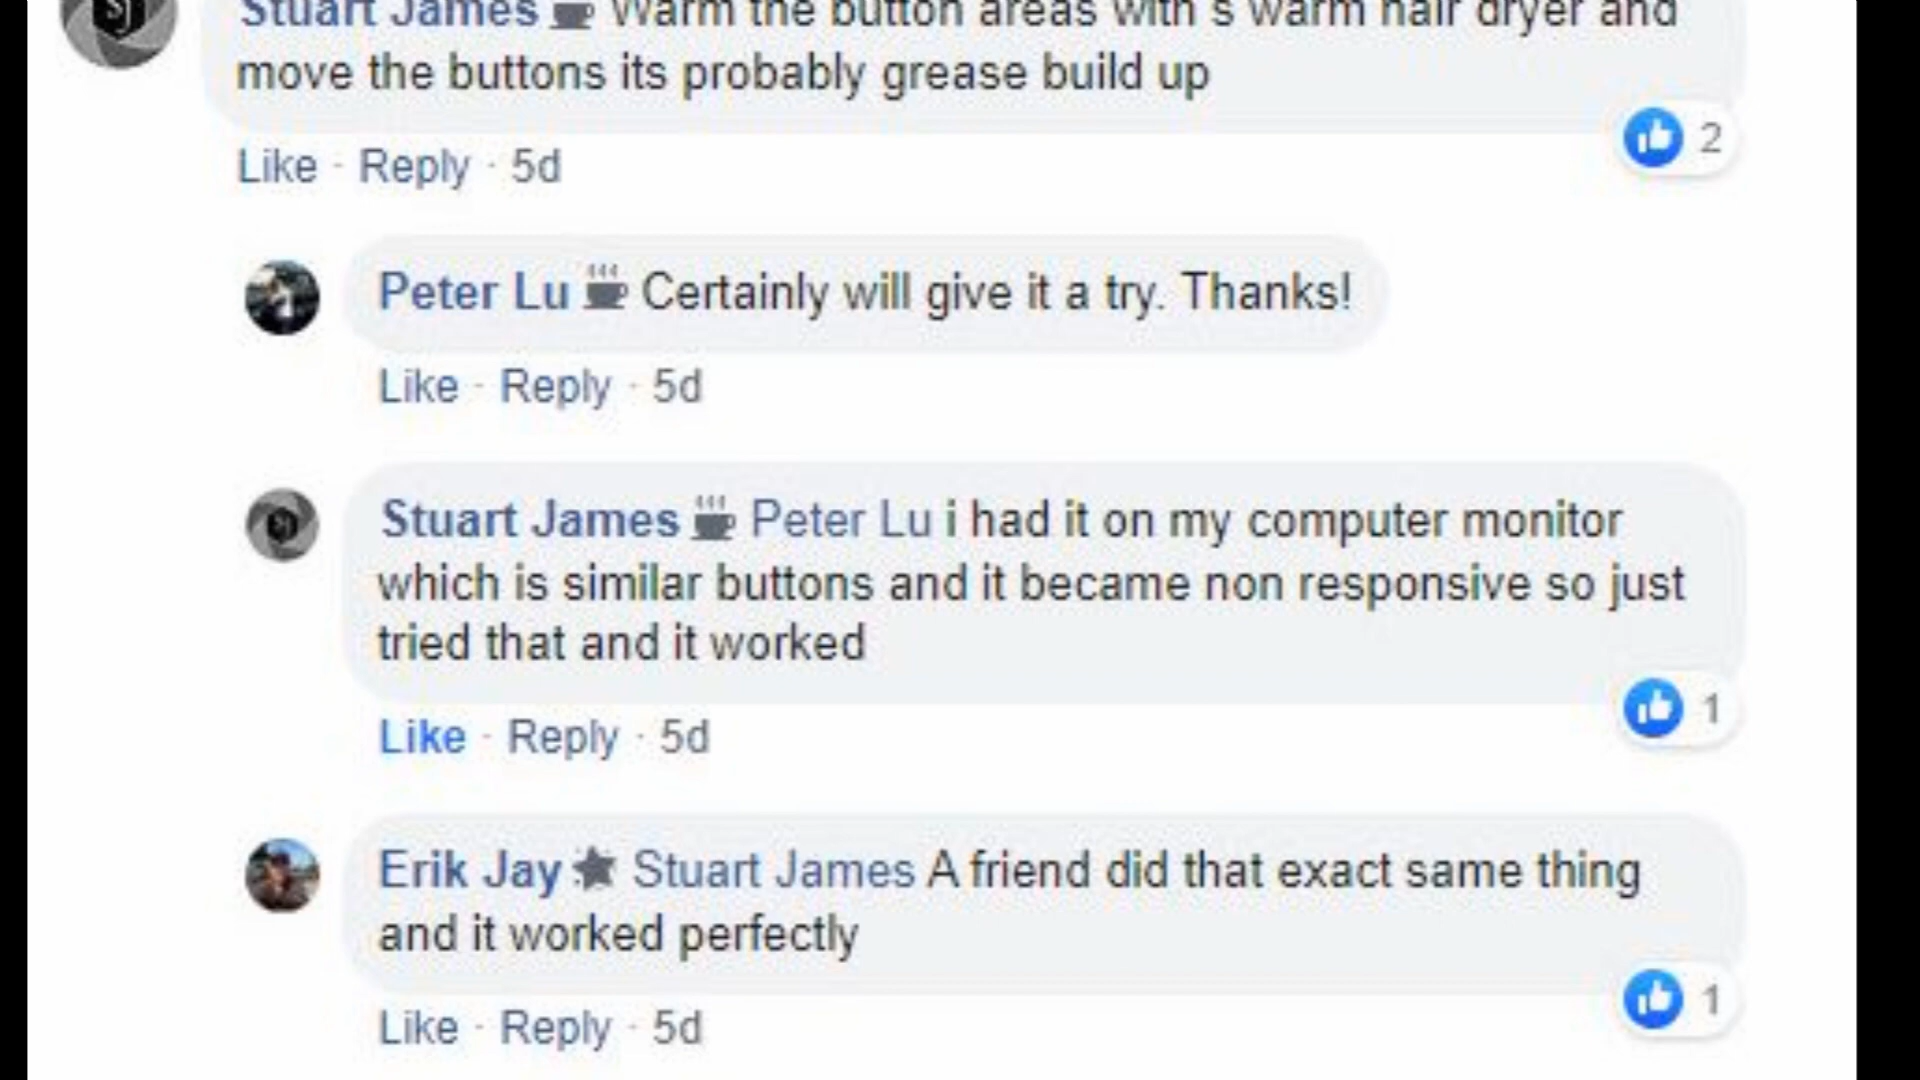 Stuart James Warm the button areas with s warm hair dryer and
move the buttons its probably grease build up
2
Like · Reply · 5d
Peter Lu Certainly will give it a try. Thanks!
Like · Reply · 5d
Stuart James Peter Lu i had it on my computer monitor
which is similar buttons and it became non responsive so just
tried that and it worked
1
Like · Reply · 5d
Erik Jay Stuart James A friend did that exact same thing
and it worked perfectly
1
Like · Reply · 5d